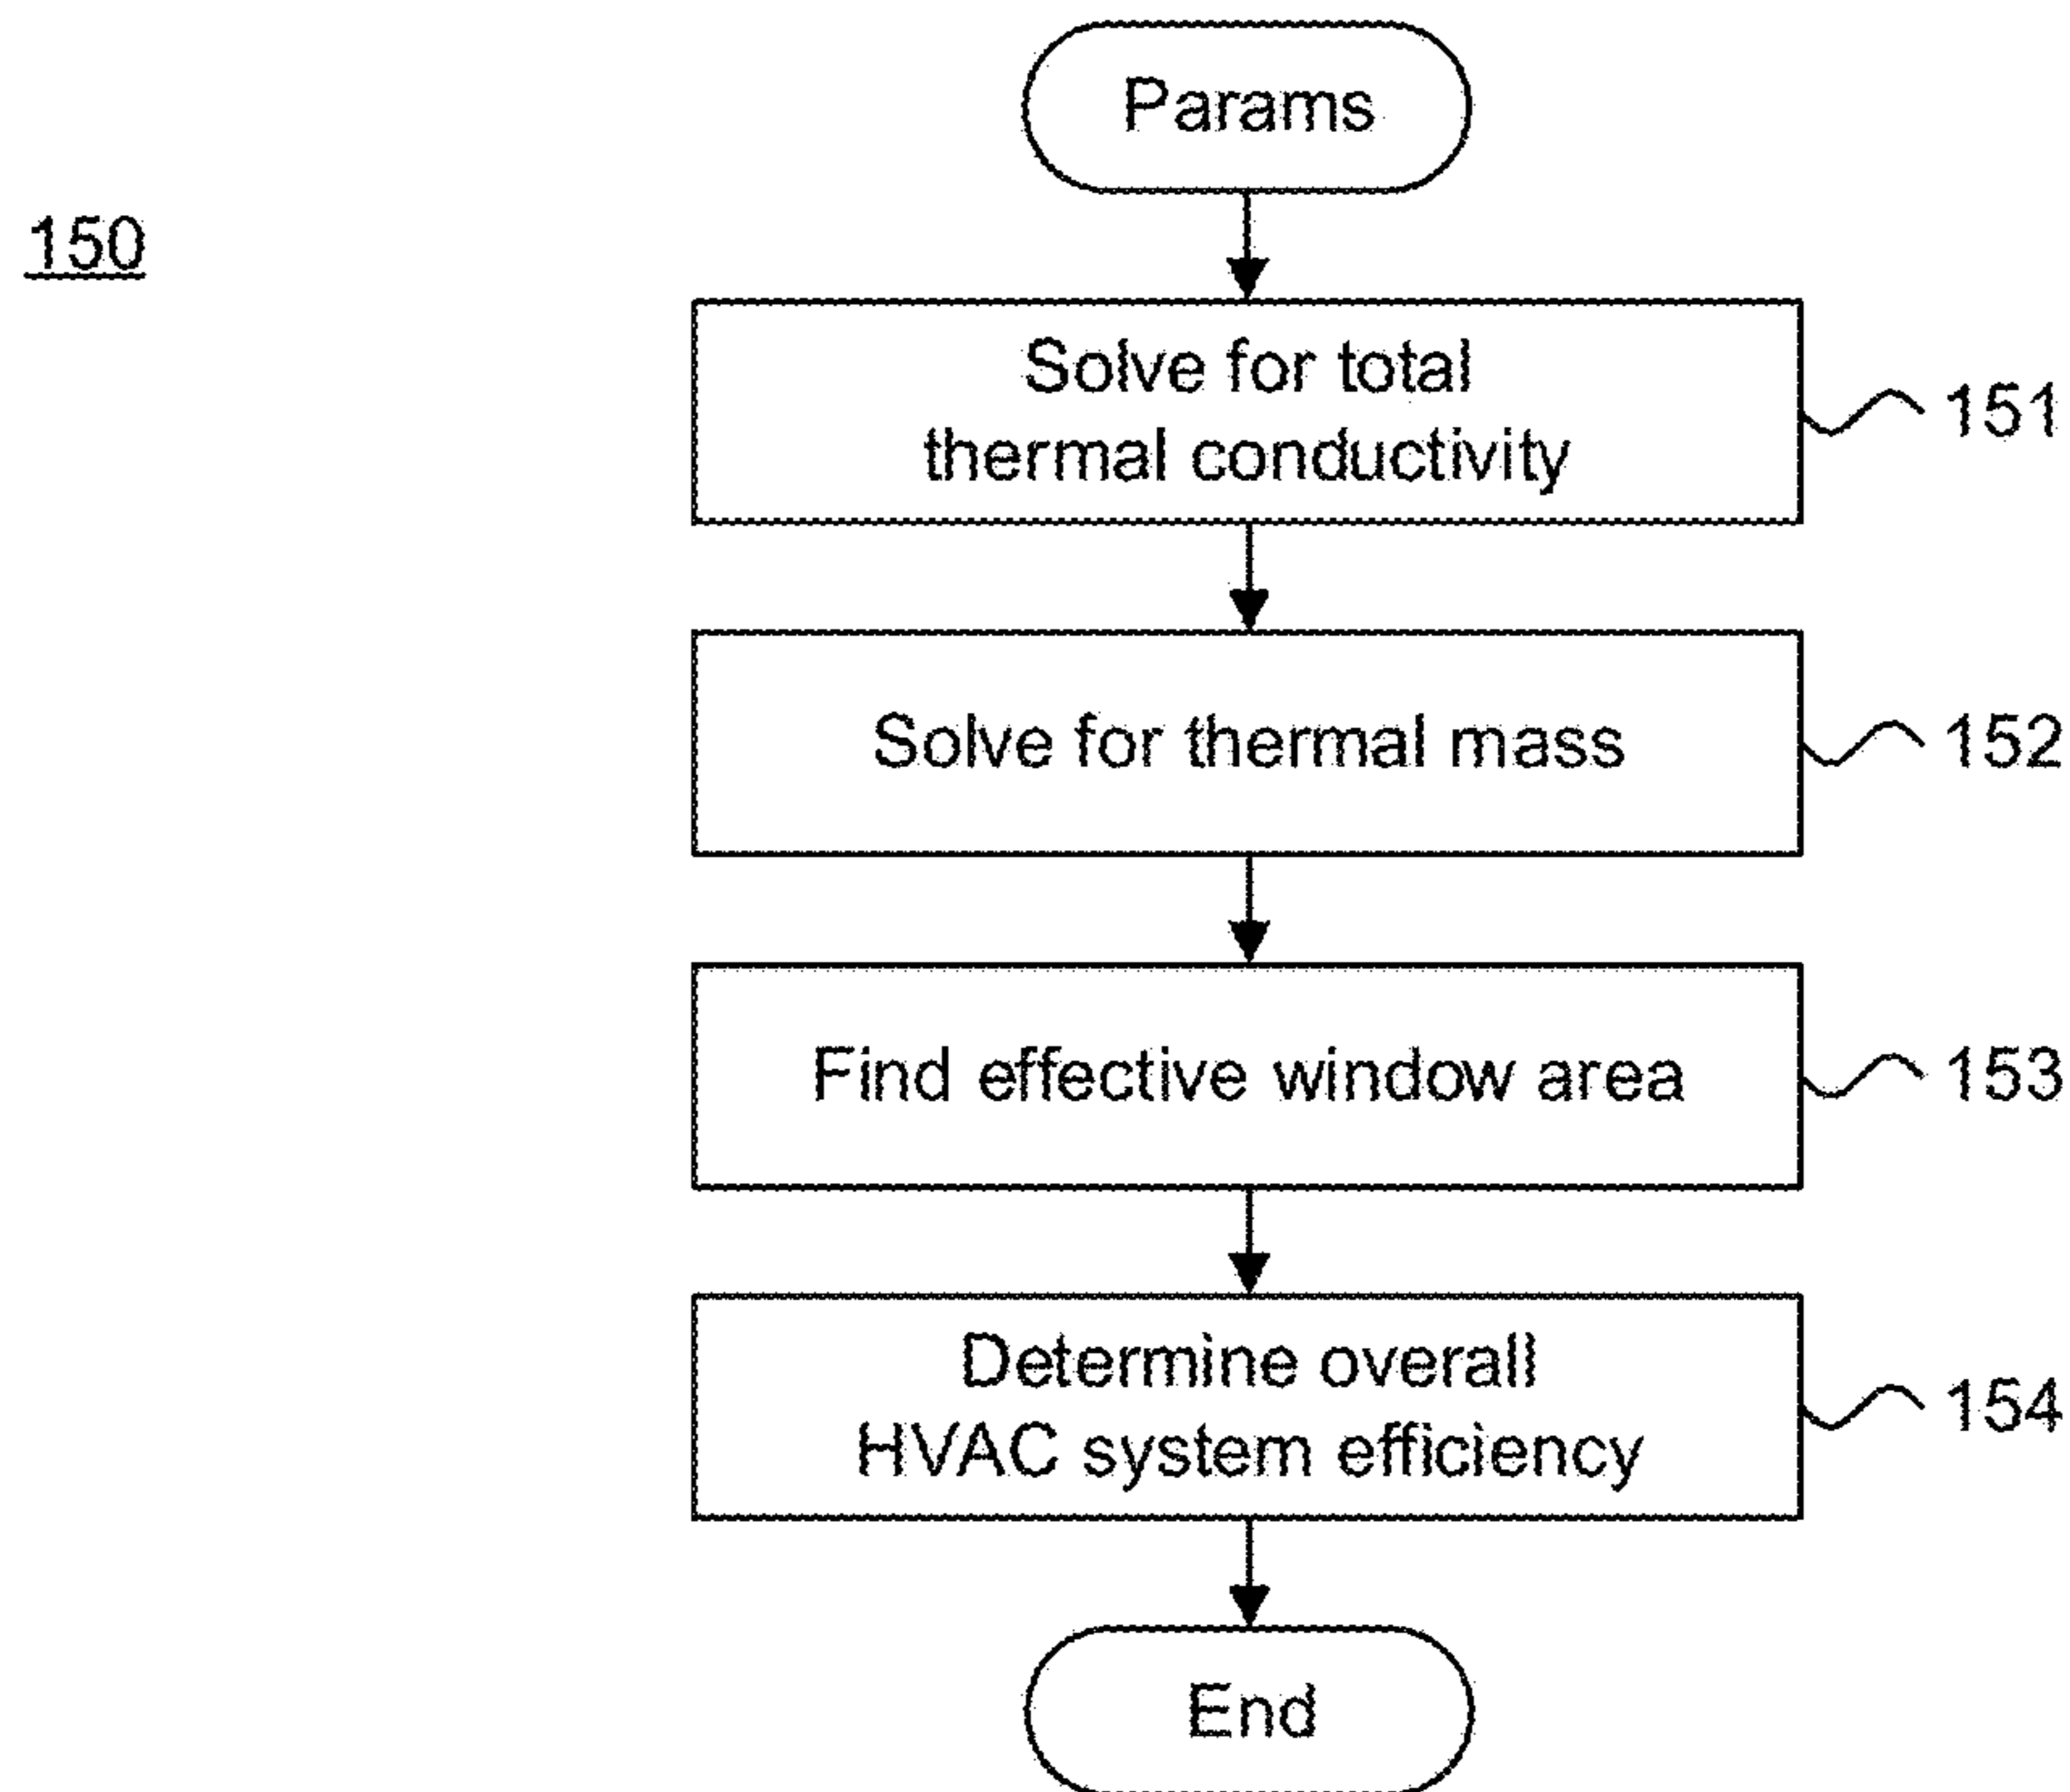 Params
150
Solve for total
thermal conductivity
151
Solve for thermal mass
152
Find effective window area
153
Determine overall
HVAC system efficiency
154
End